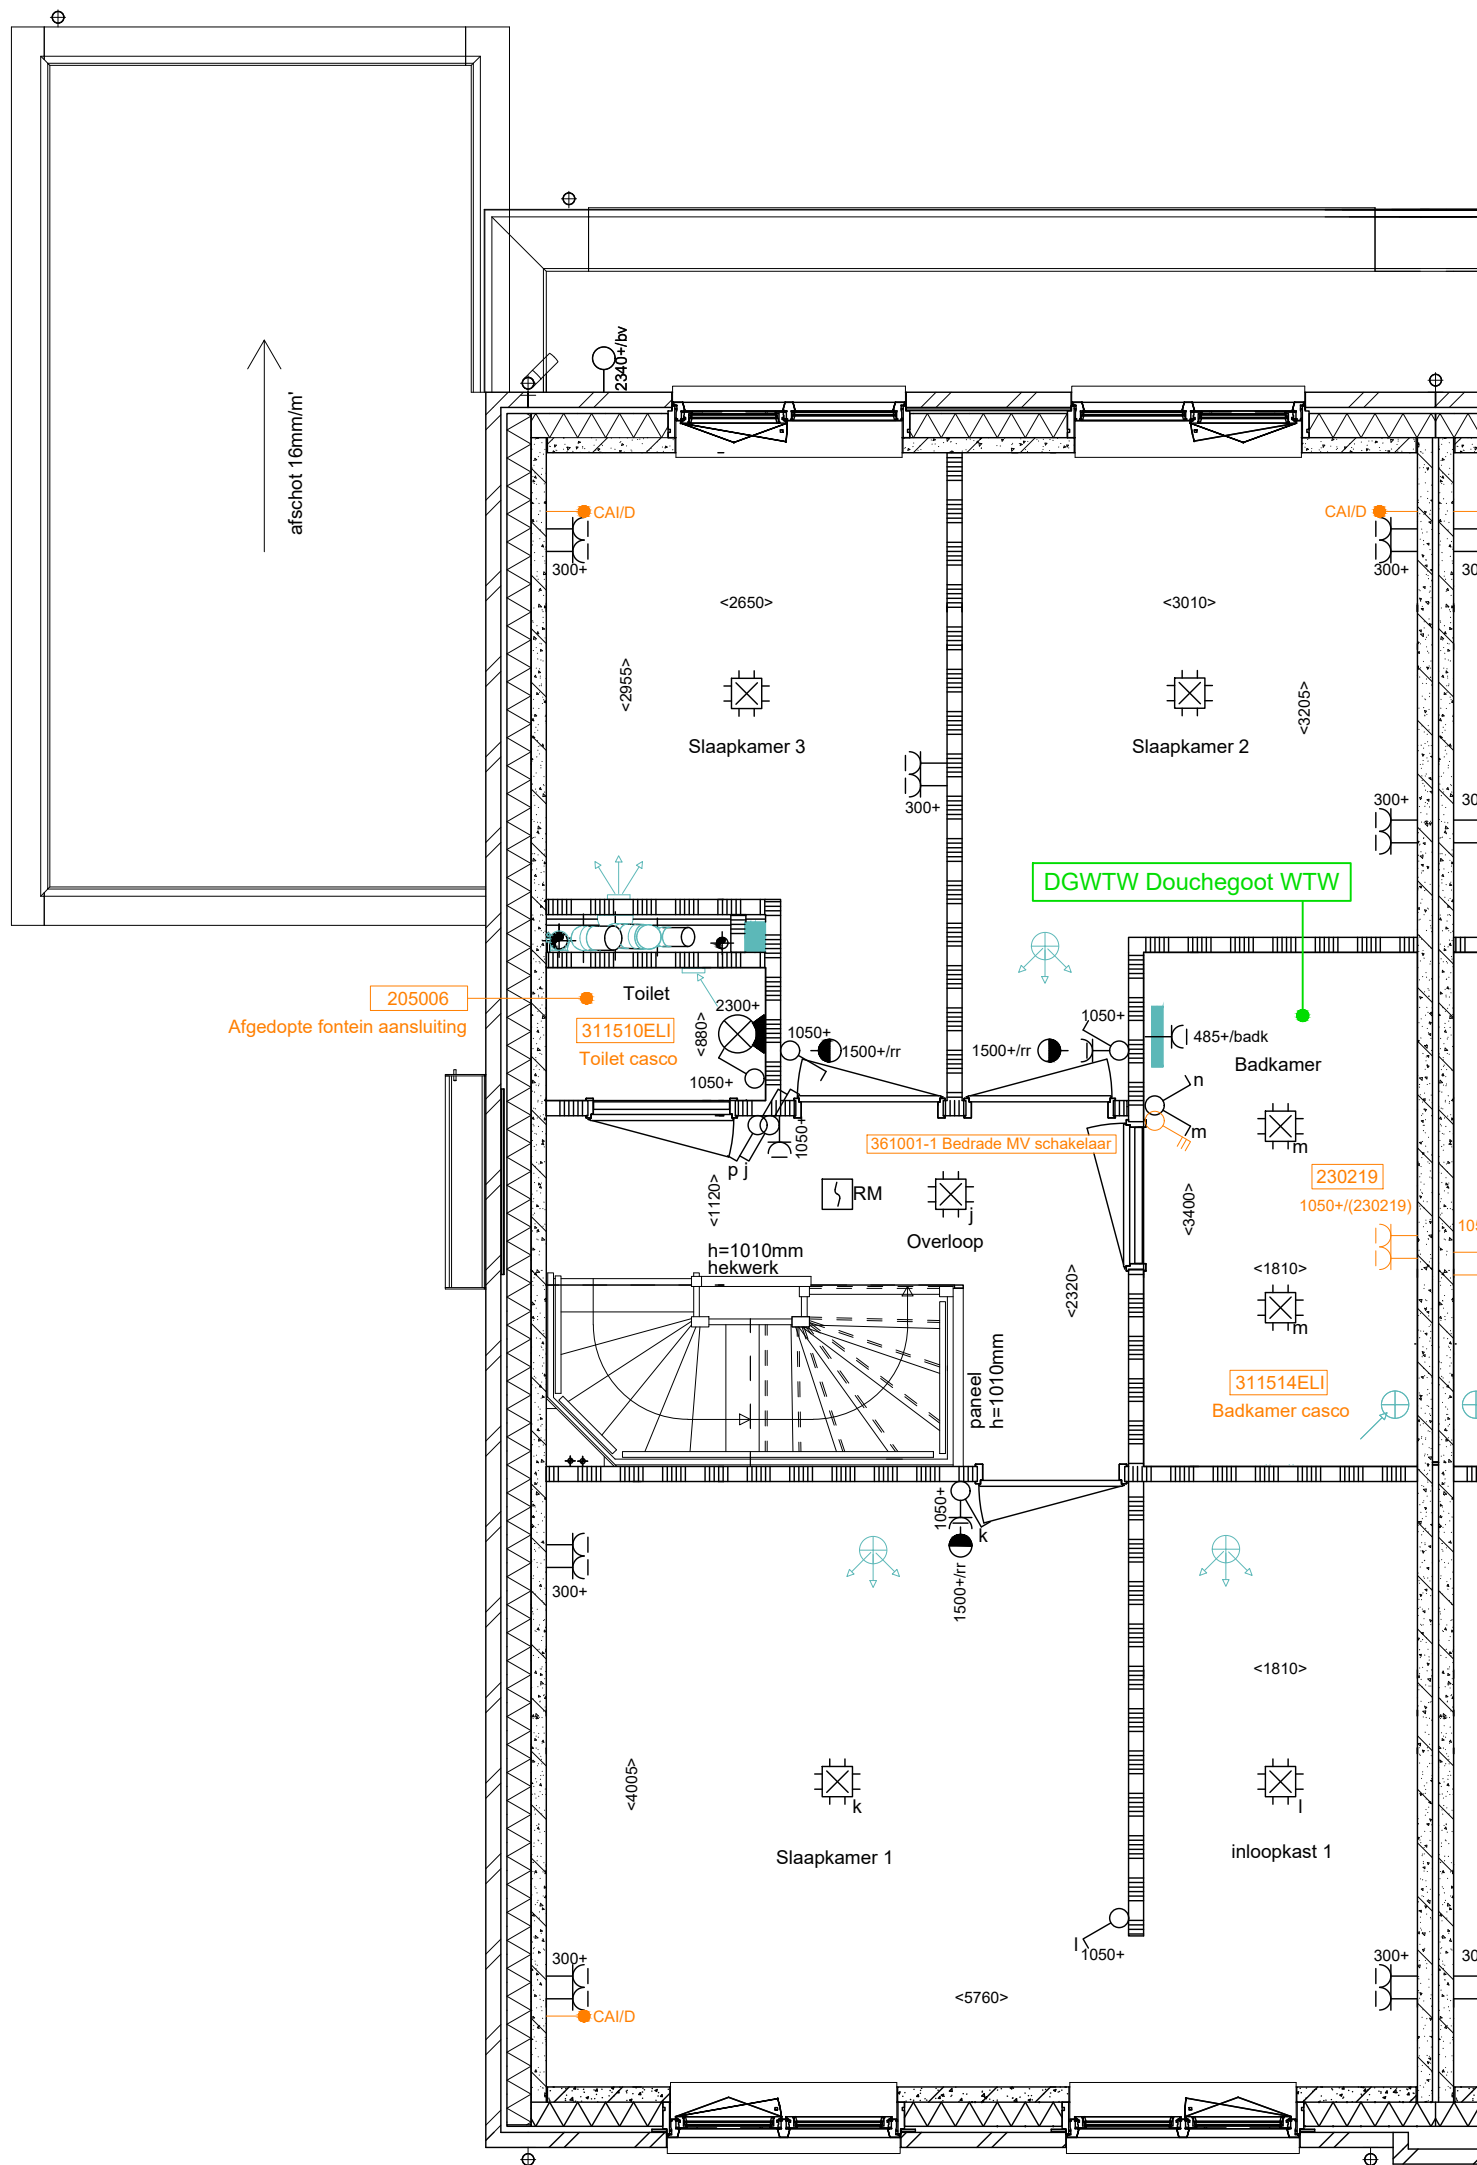 2340+/bv
afschot 16mm/m'
CAI/D
CAI/D
300+
300+
30
<2650>
<3010>
<2955>
<3205>
Slaapkamer 3
Slaapkamer 2
300+
300+
30
DGWTW Douchegoot WTW
205006
Afgedopte fontein aansluiting
Toilet
311510ELI
Toilet casco
<880>
2300+
1050+
1050+
1500+/rr
1500+/rr
1050+
485+/badk
Badkamer
n
m
m
1050+
p j
361001-1 Bedrade MV schakelaar
230219
1050+/(230219)
105
<1120>
RM
j
Overloop
<3400>
h=1010mm
hekwerk
<2320>
<1810>
m
paneel
h=1010mm
311514ELI
Badkamer casco
1050+
k
1500+/rr
300+
<1810>
<4005>
k
l
Slaapkamer 1
inloopkast 1
l
1050+
300+
300+
30
<5760>
CAI/D